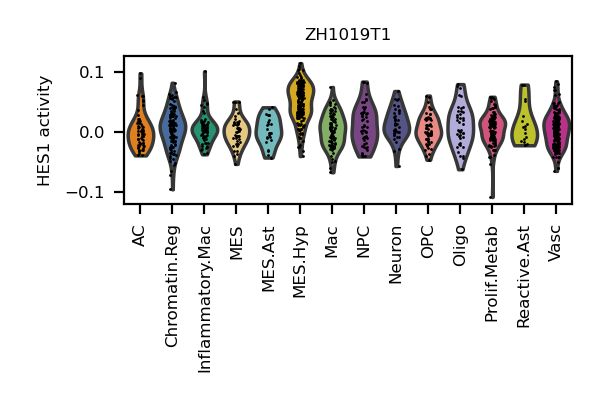 ZH1019T1
HES1 activity
0.1
0.0
−0.1
AC
Chromatin.Reg
Inflammatory.Mac
MES
MES.Ast
MES.Hyp
Mac
NPC
Neuron
OPC
Oligo
Prolif.Metab
Reactive.Ast
Vasc